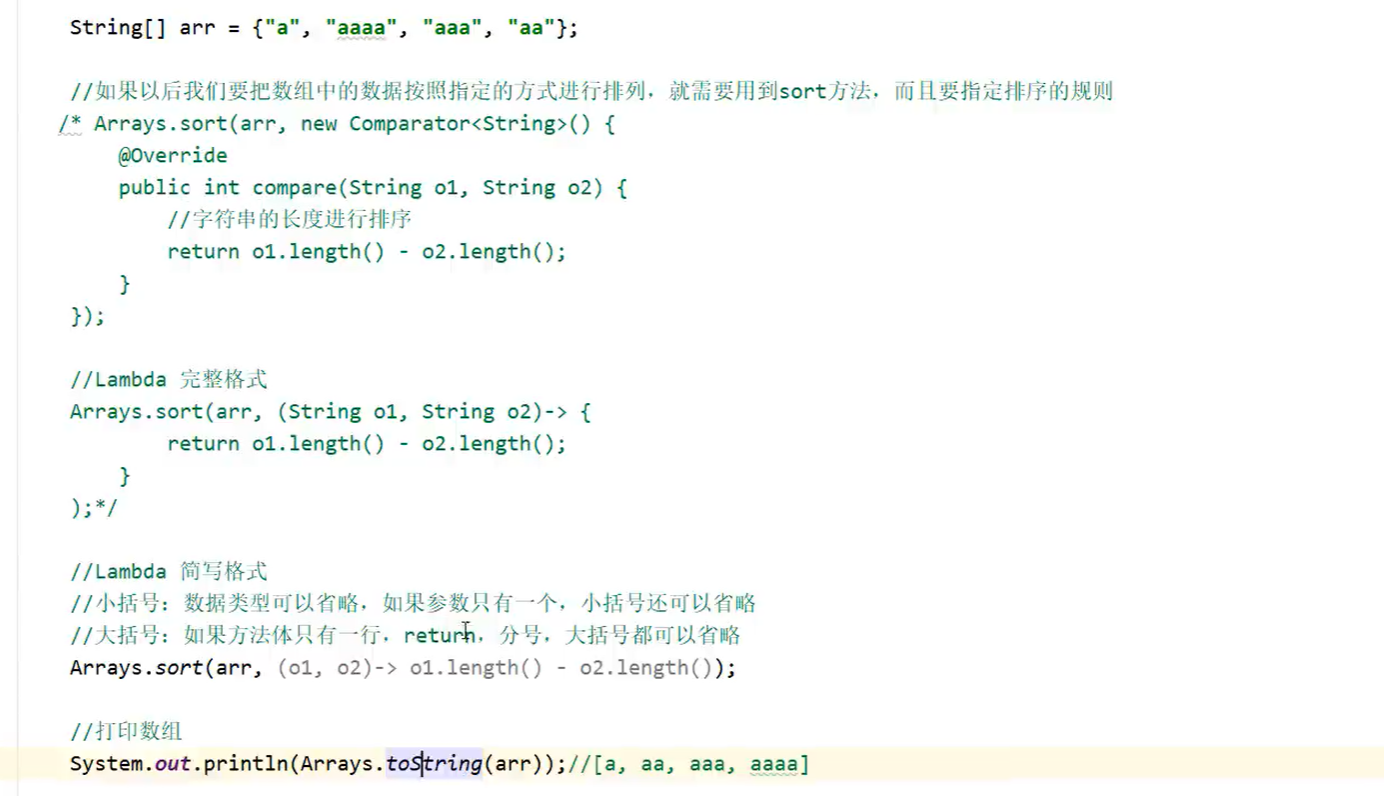 String[] arr = {"a", "aaaa", "aaa", "aa"};
//如果以后我们要把数组中的数据按照指定的方式进行排列，就需要用到sort方法，而且要指定排序的规则
/* Arrays.sort(arr, new Comparator<String>() {
@Override
public int compare(String o1, String o2) {
//字符串的长度进行排序
return o1.length() - o2.length();
}
});
//Lambda 完整格式
Arrays.sort(arr, (String o1, String o2)-> {
return o1.length() - o2.length();
}
);*/
//Lambda 简写格式
//小括号：数据类型可以省略，如果参数只有一个，小括号还可以省略
//大括号：如果方法体只有一行，return，分号，大括号都可以省略
Arrays.sort(arr, (o1, o2)-> o1.length() - o2.length());
//打印数组
System.out.println(Arrays.toString(arr));//[a, aa, aaa, aaaa]